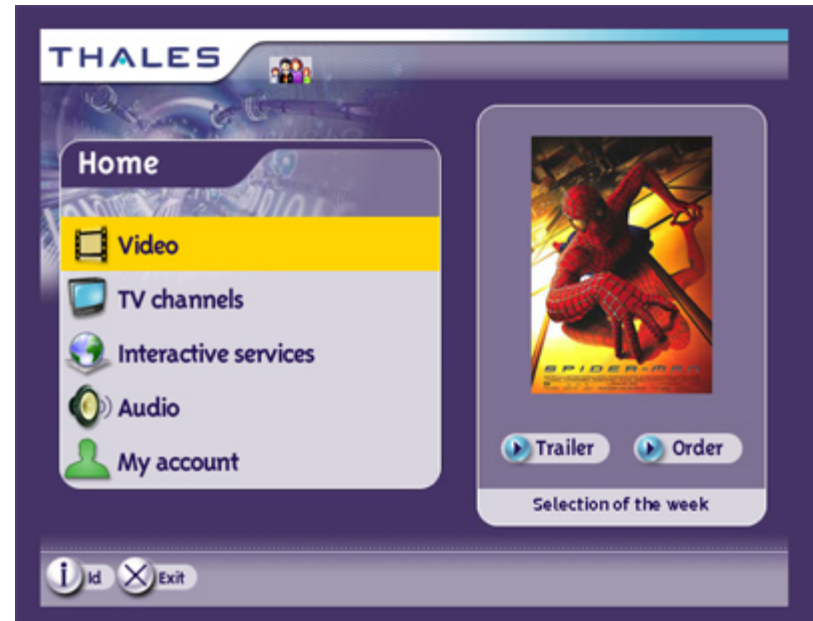 THALES
Home
Video
TV channels
Interactive services
Audio
My account
SPIDER-MAN
Trailer
Order
Selection of the week
Id
Exit